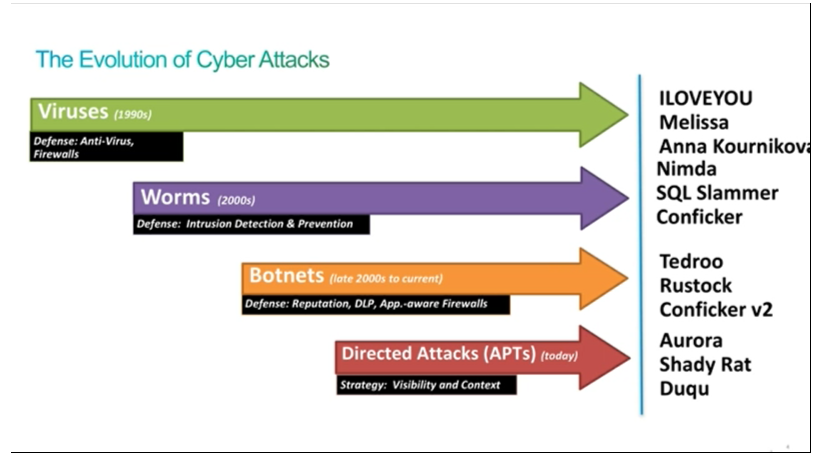 The Evolution of Cyber Attacks
Viruses (1990s)
Defense: Anti-Virus,
Firewalls
ILOVEYOU
Melissa
Anna Kournikova
Worms (2000s)
Defense: Intrusion Detection & Prevention
Nimda
SQL Slammer
Conficker
Botnets (late 2000s to current)
Defense: Reputation, DLP, App.-aware Firewalls
Tedroo
Rustock
Conficker v2
Directed Attacks (APTs) (today)
Strategy: Visibility and Context
Aurora
Shady Rat
Duqu